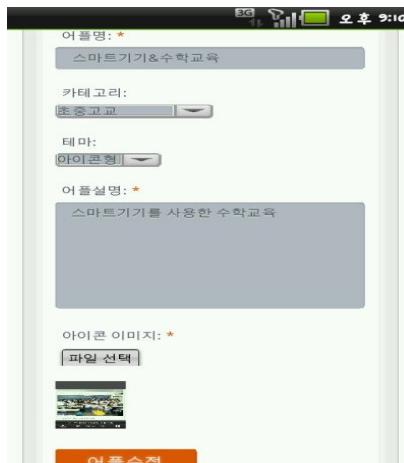 3G 오후 9:10
어플명: *
스마트기기&수학교육
카테고리:
초중고교
테마:
아이콘형
어플설명: *
스마트기기를 사용한 수학교육
아이콘 이미지: *
파일 선택
어플수정